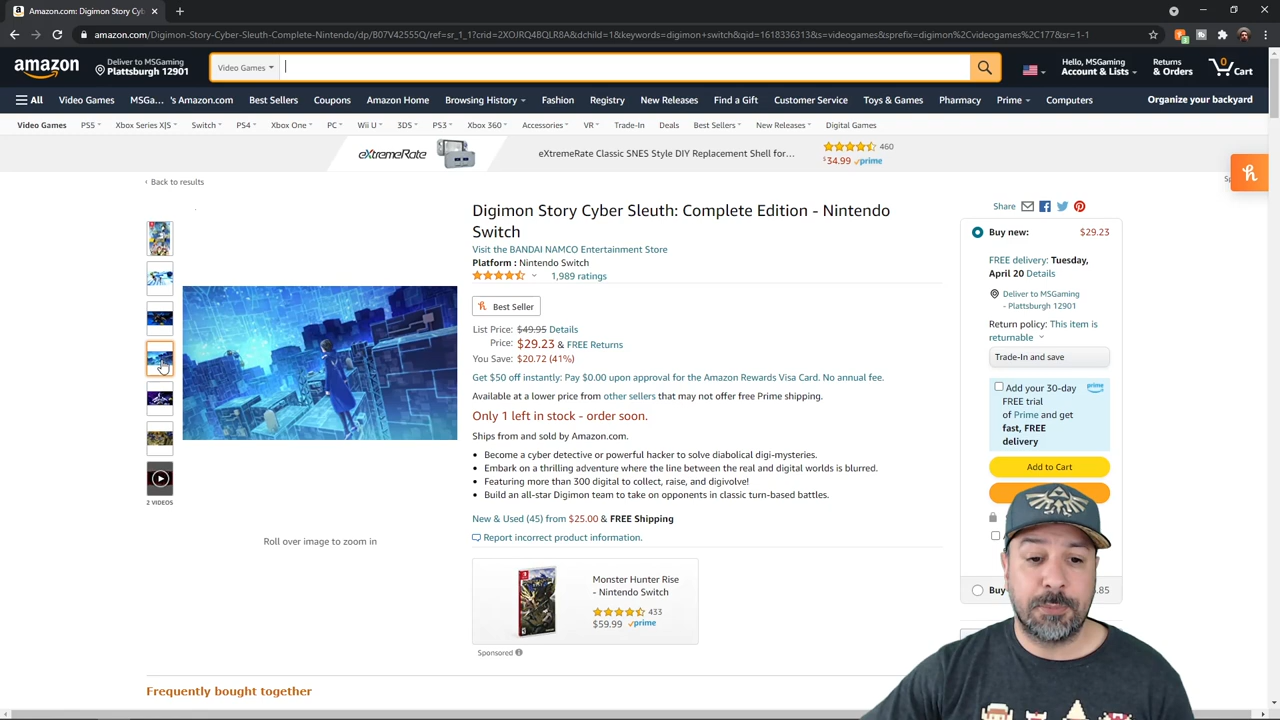 Amazon.com: Digimon Story Cyb
amazon.com/Digimon-Story-Cyber-Sleuth-Complete-Nintendo/dp/B07V42555Q/ref=sr_1_1?crid=2XOJRQ4BQLR8A&dchild=1&keywords=digimon+switch&qid=1618336313&s=videogames&sprefix=digimon%2Cvideogames%2C177&sr=1-1
amazon
Deliver to MSGaming
Plattsburgh 12901
Video Games
Hello, MSGaming
Account & Lists
Returns
& Orders
0
Cart
All
Video Games
MSGa... 's Amazon.com
Best Sellers
Coupons
Amazon Home
Browsing History
Fashion
Registry
New Releases
Find a Gift
Customer Service
Toys & Games
Pharmacy
Prime
Computers
Organize your backyard
Video Games
PS5
Xbox Series X|S
Switch
PS4
Xbox One
PC
Wii U
3DS
PS3
Xbox 360
Accessories
VR
Trade-In
Deals
Best Sellers
New Releases
Digital Games
eXtremeRate
eXtremeRate Classic SNES Style DIY Replacement Shell for…
460
$34.99 prime
‹ Back to results
Digimon Story Cyber Sleuth: Complete Edition - Nintendo
Switch
Visit the BANDAI NAMCO Entertainment Store
Platform : Nintendo Switch
1,989 ratings
Best Seller
List Price: $49.95 Details
Price: $29.23 & FREE Returns
You Save: $20.72 (41%)
Get $50 off instantly: Pay $0.00 upon approval for the Amazon Rewards Visa Card. No annual fee.
Available at a lower price from other sellers that may not offer free Prime shipping.
Only 1 left in stock - order soon.
Ships from and sold by Amazon.com.
• Become a cyber detective or powerful hacker to solve diabolical digi-mysteries.
• Embark on a thrilling adventure where the line between the real and digital worlds is blurred.
• Featuring more than 300 digital to collect, raise, and digivolve!
• Build an all-star Digimon team to take on opponents in classic turn-based battles.
New & Used (45) from $25.00 & FREE Shipping
Report incorrect product information.
Monster Hunter Rise
- Nintendo Switch
433
$59.99 prime
Sponsored
2 VIDEOS
Roll over image to zoom in
Frequently bought together
Share
Buy new:
$29.23
FREE delivery: Tuesday,
April 20 Details
Deliver to MSGaming
- Plattsburgh 12901
Return policy: This item is
returnable
Trade-In and save
Add your 30-day
prime
FREE trial
of Prime and get
fast, FREE
delivery
Add to Cart